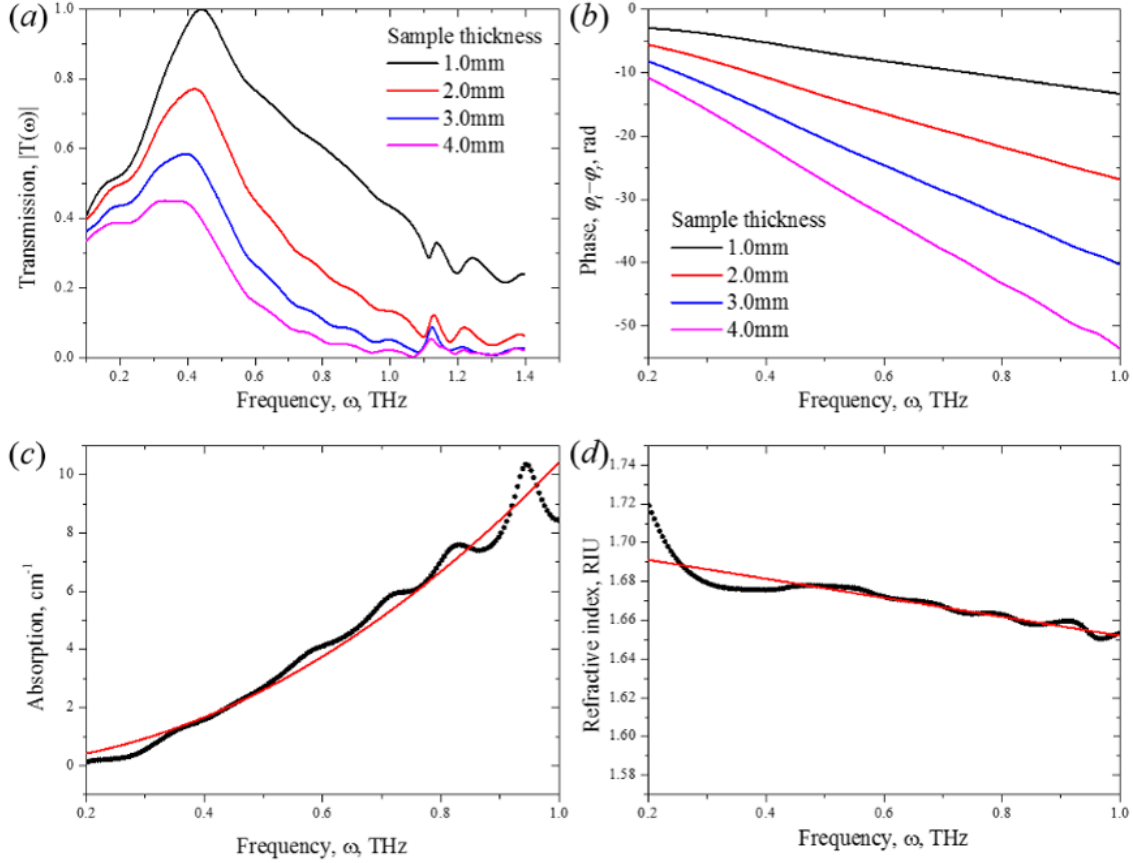 (a)
Transmission, |T(ω)|
1.0
0.8
0.6
0.4
0.2
0.0
Sample thickness
1.0mm
2.0mm
3.0mm
4.0mm
0.2 0.4 0.6 0.8 1.0 1.2 1.4
Frequency, ω, THz
(b)
Phase, φt−φr, rad
0
-10
-20
-30
-40
-50
Sample thickness
1.0mm
2.0mm
3.0mm
4.0mm
0.2 0.4 0.6 0.8 1.0
Frequency, ω, THz
(c)
Absorption, cm-1
10
8
6
4
2
0
0.2 0.4 0.6 0.8 1.0
Frequency, ω, THz
(d)
Refractive index, RIU
1.74
1.72
1.70
1.68
1.66
1.64
1.62
1.60
1.58
0.2 0.4 0.6 0.8 1.0
Frequency, ω, THz